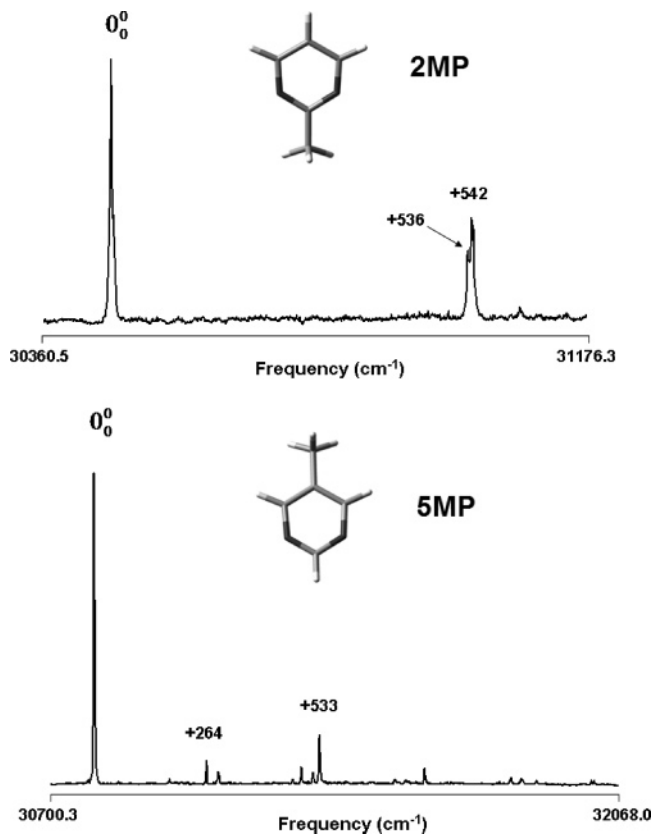 0⁰₀
2MP
+542
+536
30360.5
31176.3
Frequency (cm⁻¹)
0⁰₀
5MP
+533
+264
30700.3
32068.0
Frequency (cm⁻¹)